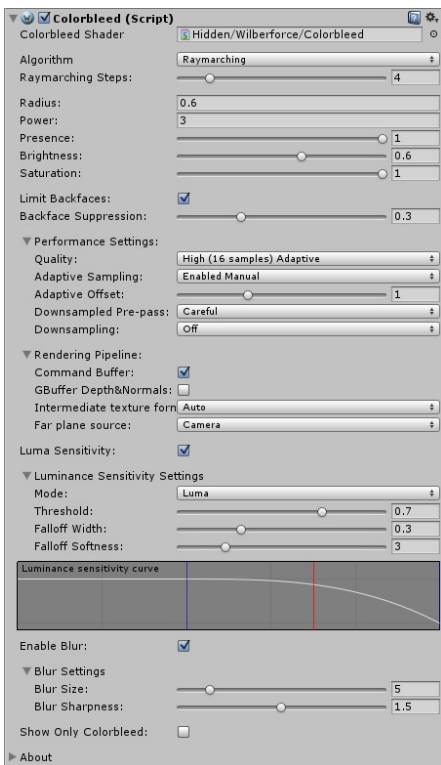 Colorbleed (Script)
Colorbleed Shader Hidden/Wilberforce/Colorbleed
Algorithm Raymarching
Raymarching Steps: 4
Radius: 0.6
Power: 3
Presence: 1
Brightness: 0.6
Saturation: 1
Limit Backfaces:
Backface Suppression: 0.3
Performance Settings:
Quality: High (16 samples) Adaptive
Adaptive Sampling: Enabled Manual
Adaptive Offset: 1
Downsampled Pre-pass: Careful
Downsampling: Off
Rendering Pipeline:
Command Buffer:
GBuffer Depth&Normals:
Intermediate texture forn Auto
Far plane source: Camera
Luma Sensitivity:
Luminance Sensitivity Settings
Mode: Luma
Threshold: 0.7
Falloff Width: 0.3
Falloff Softness: 3
Luminance sensitivity curve
Enable Blur:
Blur Settings
Blur Size: 5
Blur Sharpness: 1.5
Show Only Colorbleed:
About